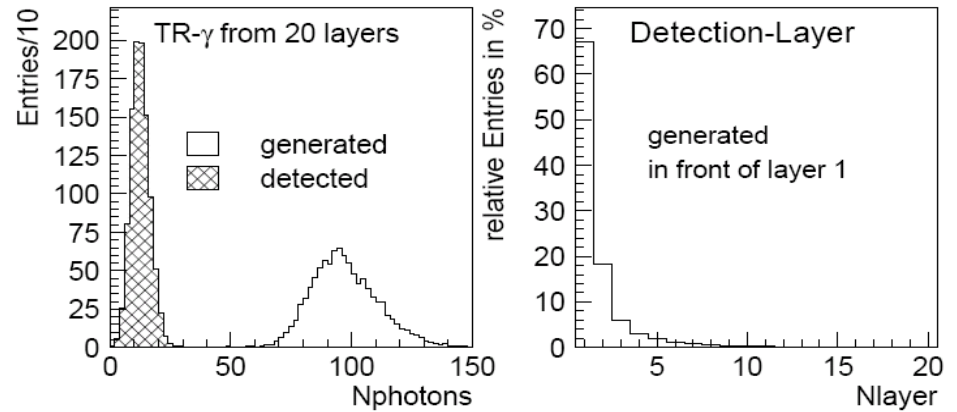 Entries/10
200
175
150
125
100
75
50
25
0
TR-γ from 20 layers
generated
detected
0
50
100
150
Nphotons
relative Entries in %
70
60
50
40
30
20
10
0
Detection-Layer
generated
in front of layer 1
5
10
15
20
Nlayer